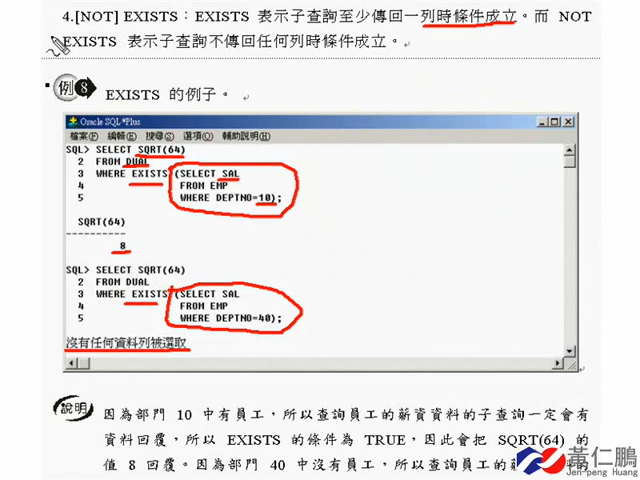 4.[NOT] EXISTS：EXISTS 表示子查詢至少傳回一列時條件成立。而 NOT
EXISTS 表示子查詢不傳回任何列時條件成立。
例 8 EXISTS 的例子。
Oracle SQL*Plus
檔案(F) 編輯(E) 搜尋(S) 選項(O) 輔助說明(H)
SQL> SELECT SQRT(64)
2 FROM DUAL
3 WHERE EXISTS (SELECT SAL
4 FROM EMP
5 WHERE DEPTNO=10);
SQRT(64)
----------
8
SQL> SELECT SQRT(64)
2 FROM DUAL
3 WHERE EXISTS (SELECT SAL
4 FROM EMP
5 WHERE DEPTNO=40);
沒有任何資料列被選取
說明 因為部門 10 中有員工，所以查詢員工的薪資資料的子查詢一定會有
資料回覆，所以 EXISTS 的條件為 TRUE，因此會把 SQRT(64) 的
值 8 回覆。因為部門 40 中沒有員工，所以查詢員工的薪
黃仁鵬
Jen-peng Huang